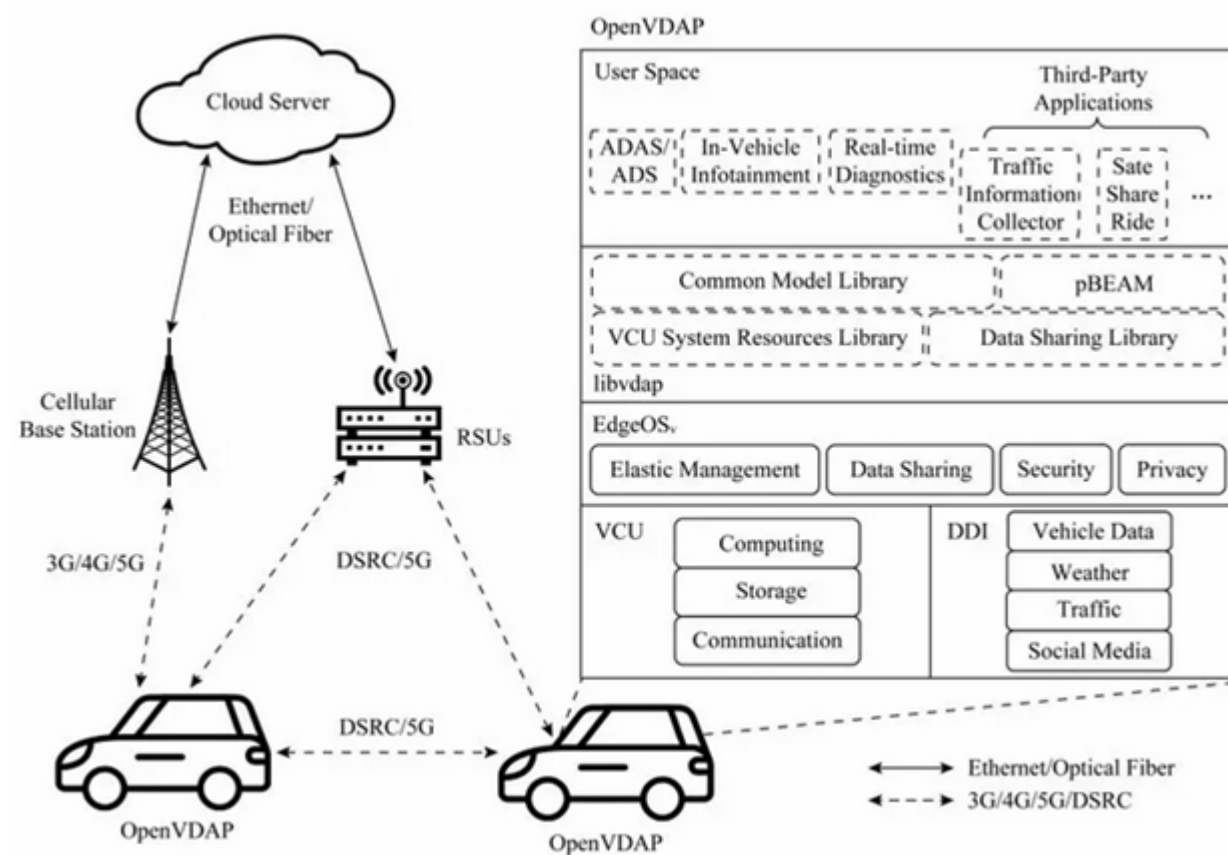 Cloud Server
Ethernet/
Optical Fiber
Cellular
Base Station
RSUs
3G/4G/5G
DSRC/5G
DSRC/5G
OpenVDAP
OpenVDAP
OpenVDAP
User Space
Third-Party
Applications
ADAS/
ADS
In-Vehicle
Infotainment
Real-time
Diagnostics
Traffic
Information
Collector
Sate
Share
Ride
...
Common Model Library
pBEAM
VCU System Resources Library
Data Sharing Library
libvdap
EdgeOSᵥ
Elastic Management
Data Sharing
Security
Privacy
VCU
Computing
Storage
Communication
DDI
Vehicle Data
Weather
Traffic
Social Media
Ethernet/Optical Fiber
3G/4G/5G/DSRC